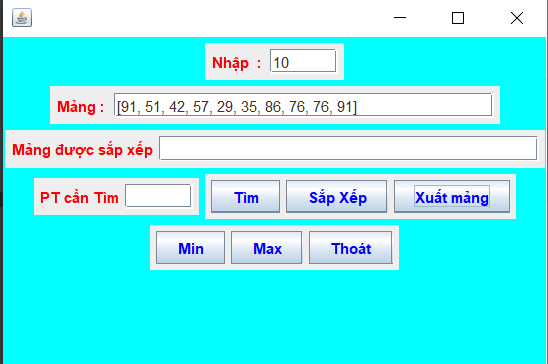 Nhập :  10
Mảng :  [91, 51, 42, 57, 29, 35, 86, 76, 76, 91]
Mảng được sắp xếp
PT cần Tìm  Tìm  Sắp Xếp  Xuất mảng
Min  Max  Thoát